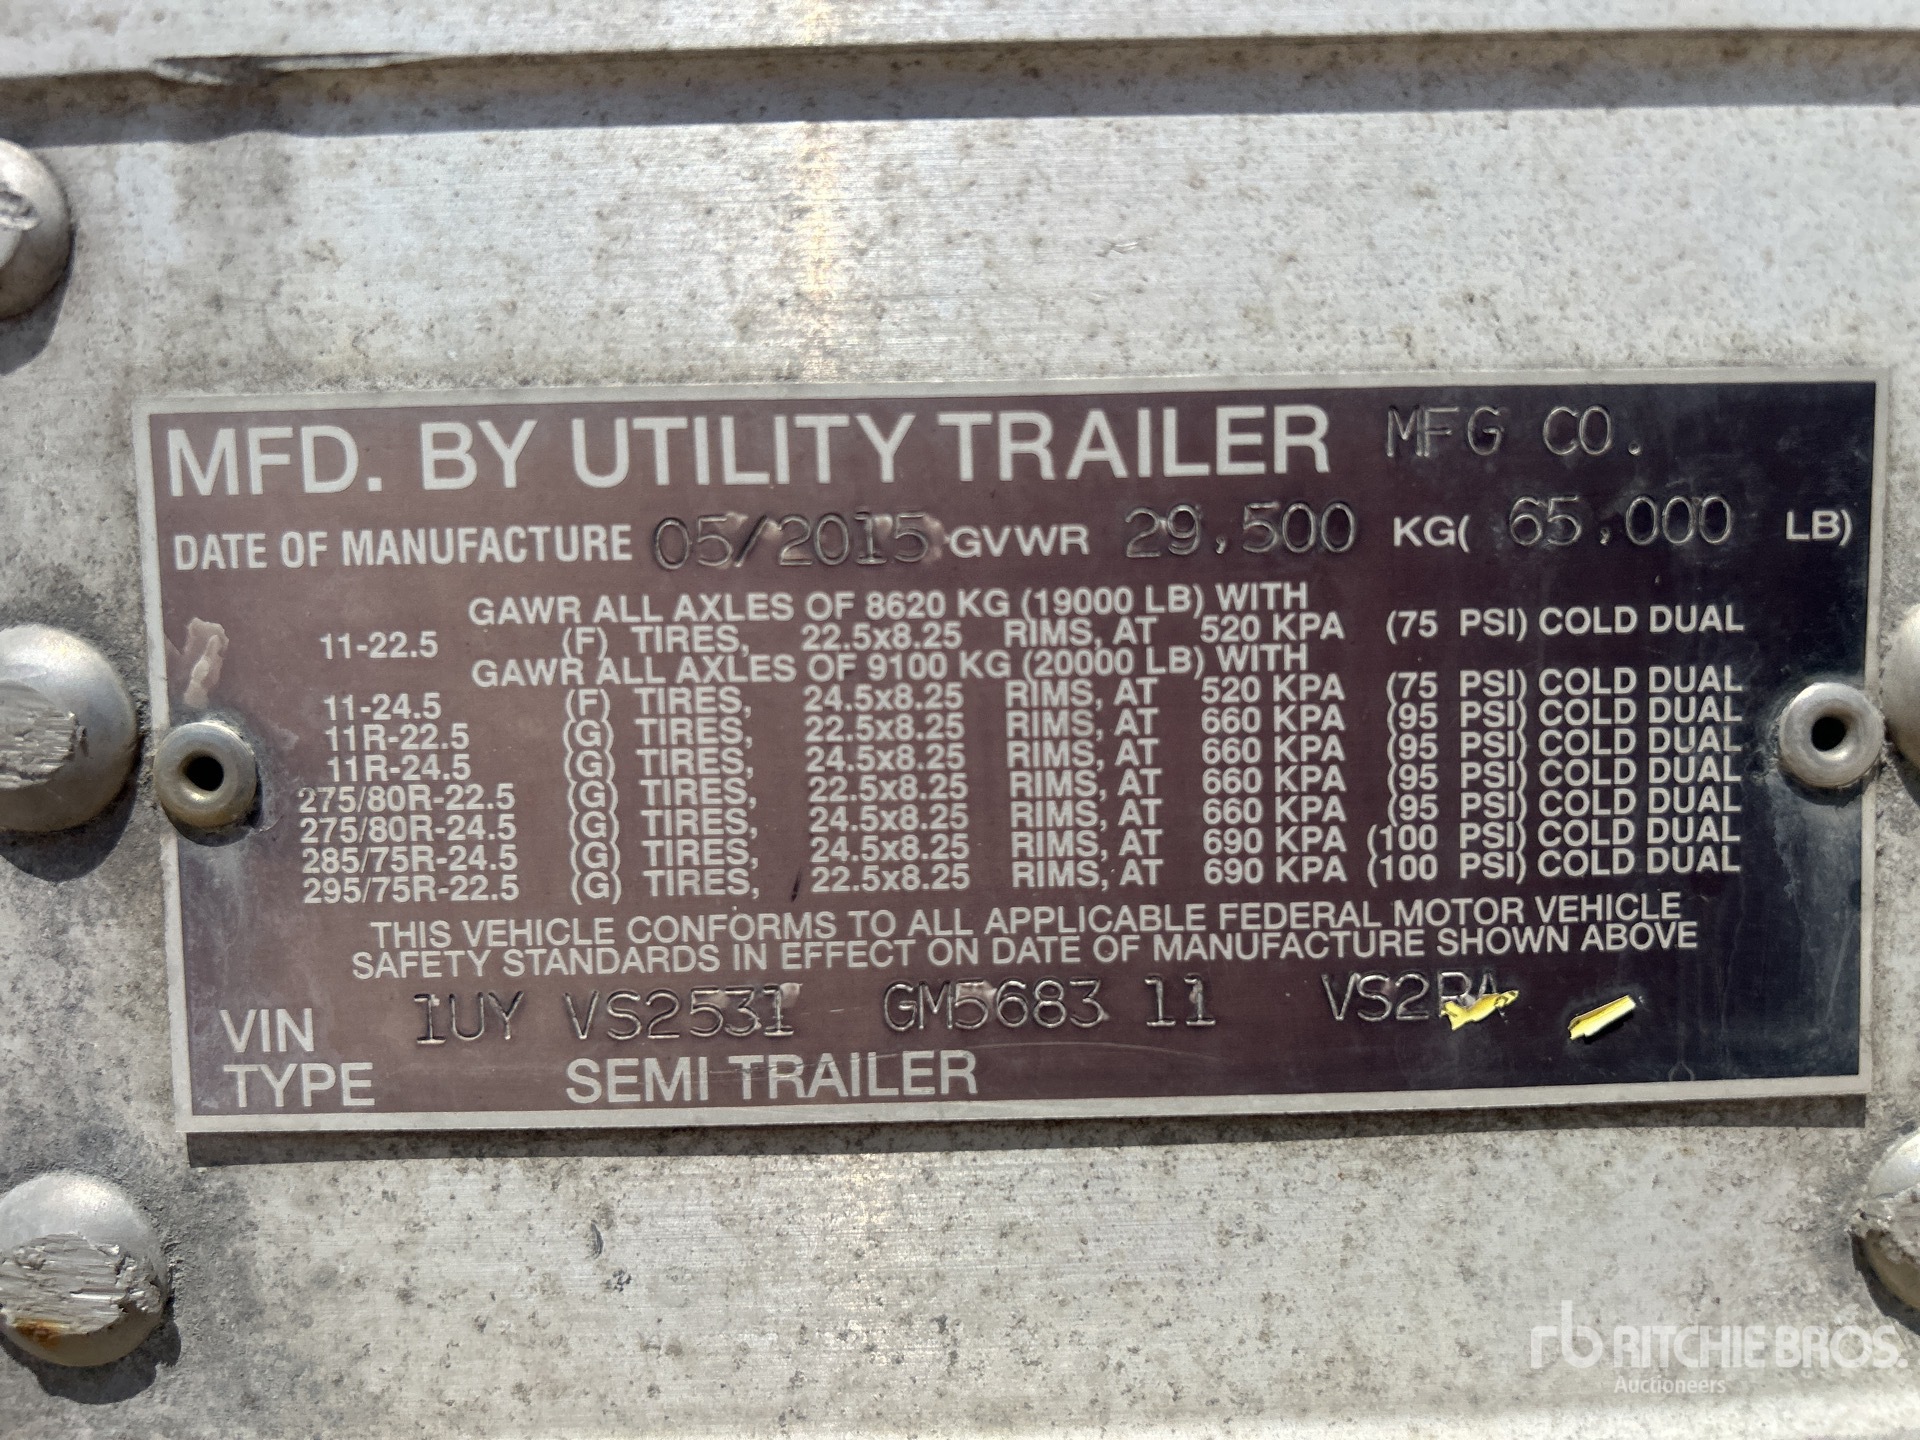 MFD. BY UTILITY TRAILER MFG CO.
DATE OF MANUFACTURE 05/2015 GVWR 29,500 KG( 65,000 LB)
GAWR ALL AXLES OF 8620 KG (19000 LB) WITH
11-22.5 (F) TIRES, 22.5x8.25 RIMS, AT 520 KPA (75 PSI) COLD DUAL
GAWR ALL AXLES OF 9100 KG (20000 LB) WITH
11-24.5 (F) TIRES, 24.5x8.25 RIMS, AT 520 KPA (75 PSI) COLD DUAL
11R-22.5 (G) TIRES, 22.5x8.25 RIMS, AT 660 KPA (95 PSI) COLD DUAL
11R-24.5 (G) TIRES, 24.5x8.25 RIMS, AT 660 KPA (95 PSI) COLD DUAL
275/80R-22.5 (G) TIRES, 22.5x8.25 RIMS, AT 660 KPA (95 PSI) COLD DUAL
275/80R-24.5 (G) TIRES, 24.5x8.25 RIMS, AT 660 KPA (95 PSI) COLD DUAL
285/75R-24.5 (G) TIRES, 24.5x8.25 RIMS, AT 690 KPA (100 PSI) COLD DUAL
295/75R-22.5 (G) TIRES, 22.5x8.25 RIMS, AT 690 KPA (100 PSI) COLD DUAL
THIS VEHICLE CONFORMS TO ALL APPLICABLE FEDERAL MOTOR VEHICLE
SAFETY STANDARDS IN EFFECT ON DATE OF MANUFACTURE SHOWN ABOVE
VIN 1UY VS2531 GM5683 11 VS2RA
TYPE SEMI TRAILER
rb RITCHIE BROS.
Auctioneers